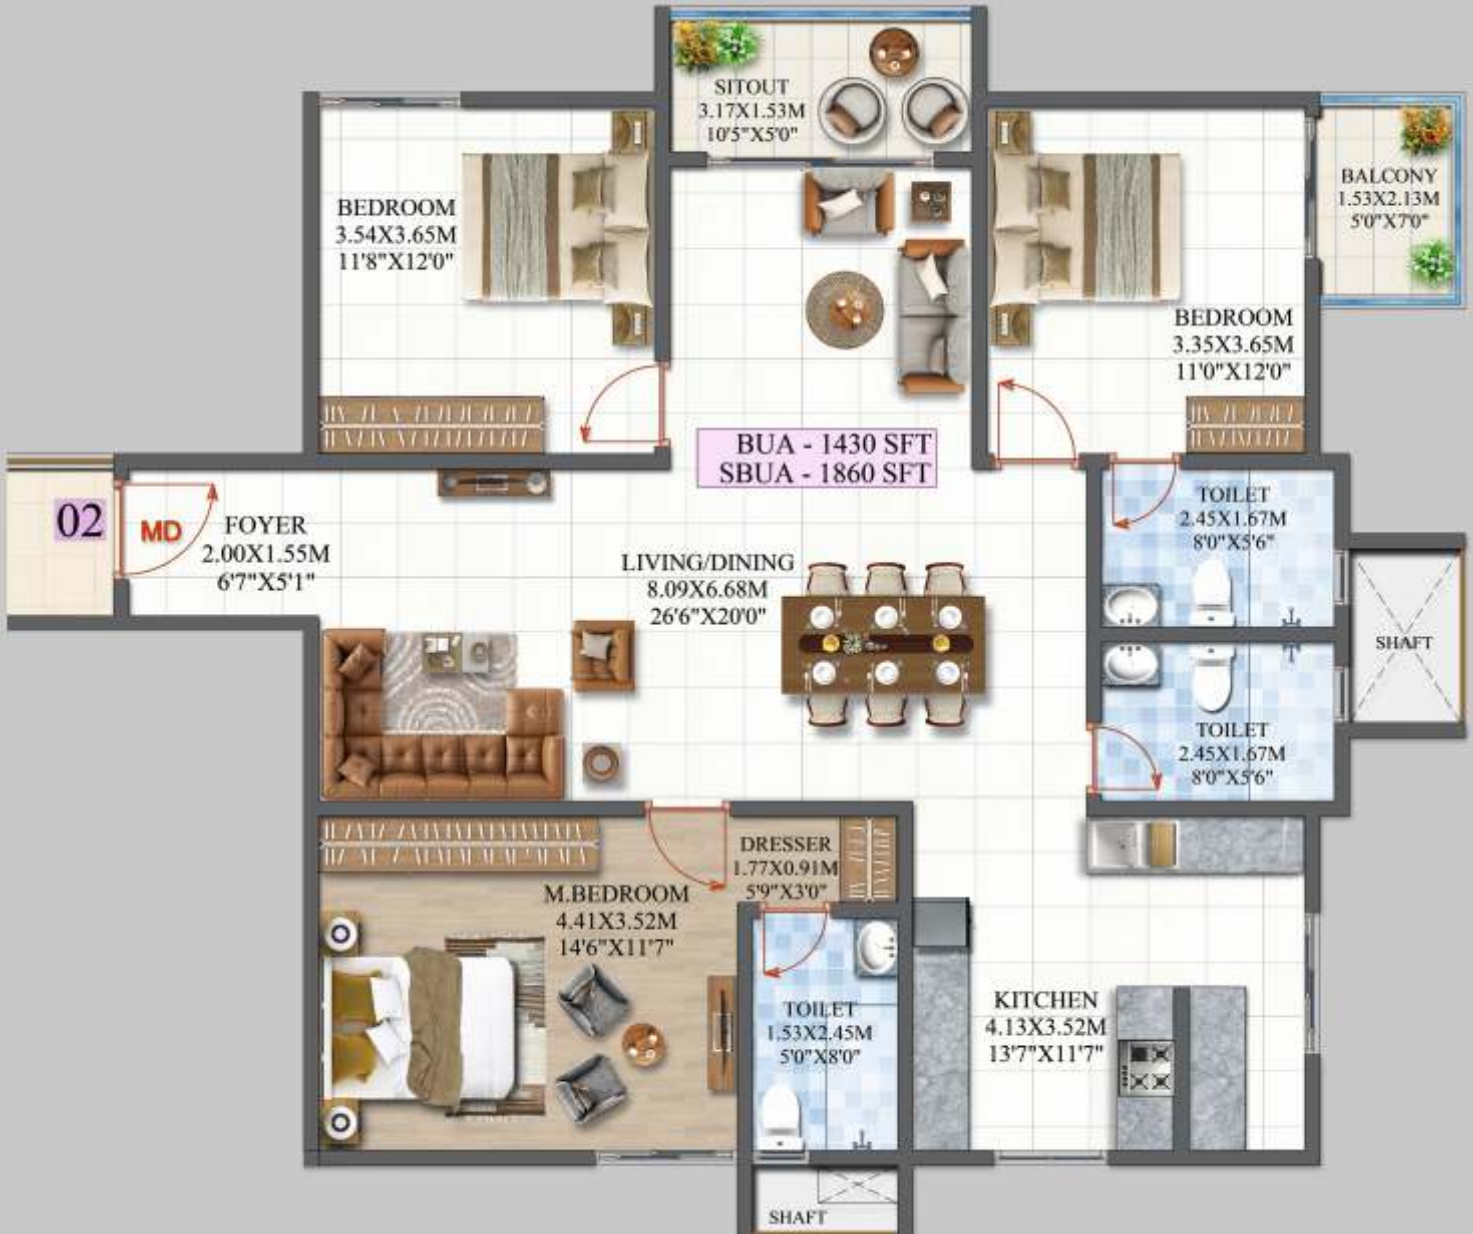 SITOUT
3.17X1.53M
10'5"X5'0"
BEDROOM
3.54X3.65M
11'8"X12'0"
BALCONY
1.53X2.13M
5'0"X7'0"
BEDROOM
3.35X3.65M
11'0"X12'0"
BUA - 1430 SFT
SBUA - 1860 SFT
02
MD
FOYER
2.00X1.55M
6'7"X5'1"
TOILET
2.45X1.67M
8'0"X5'6"
LIVING/DINING
8.09X6.68M
26'6"X20'0"
SHAFT
TOILET
2.45X1.67M
8'0"X5'6"
DRESSER
1.77X0.91M
5'9"X3'0"
M.BEDROOM
4.41X3.52M
14'6"X11'7"
TOILET
1.53X2.45M
5'0"X8'0"
KITCHEN
4.13X3.52M
13'7"X11'7"
SHAFT